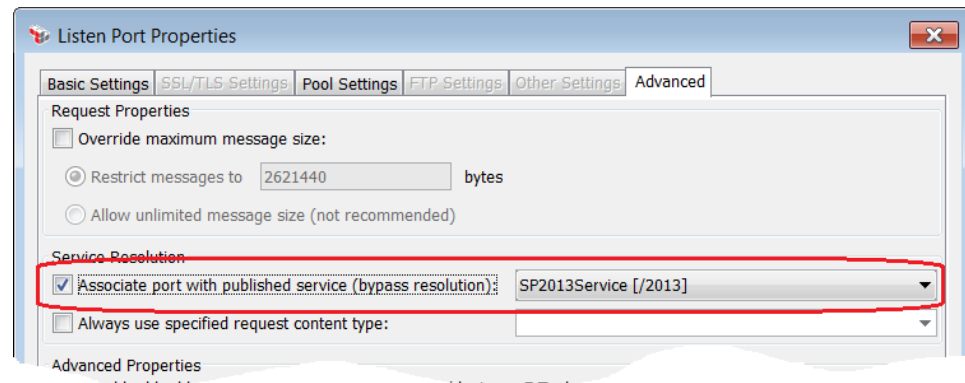 Listen Port Properties
Basic Settings SSL/TLS Settings Pool Settings FTP Settings Other Settings Advanced
Request Properties
Override maximum message size:
Restrict messages to 2621440 bytes
Allow unlimited message size (not recommended)
Service Resolution
Associate port with published service (bypass resolution): SP2013Service [/2013]
Always use specified request content type:
Advanced Properties